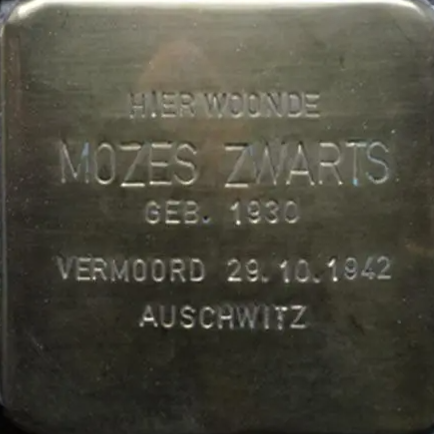 HIER WOONDE
MOZES ZWARTS
GEB. 1930
VERMOORD 29.10.1942
AUSCHWITZ